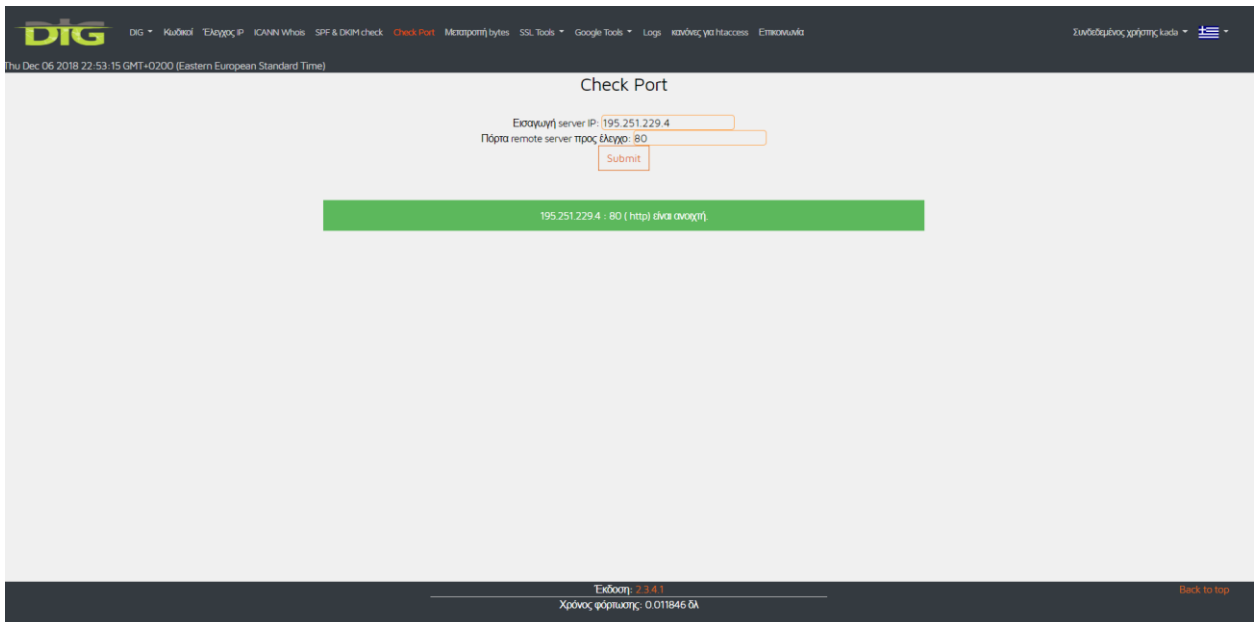 DIG
DIG Κωδικοί Έλεγχος IP ICANN Whois SPF & DKIM check Check Port Μετατροπή bytes SSL Tools Google Tools Logs κανόνες για htaccess Επικοινωνία Συνδεδεμένος χρήστης kada
Thu Dec 06 2018 22:53:15 GMT+0200 (Eastern European Standard Time)
Check Port
Εισαγωγή server IP: 195.251.229.4
Πόρτα remote server προς έλεγχο: 80
Submit
195.251.229.4 : 80 ( http) είναι ανοιχτή.
Έκδοση: 2.3.4.1 Back to top
Χρόνος φόρτωσης: 0.011846 δλ